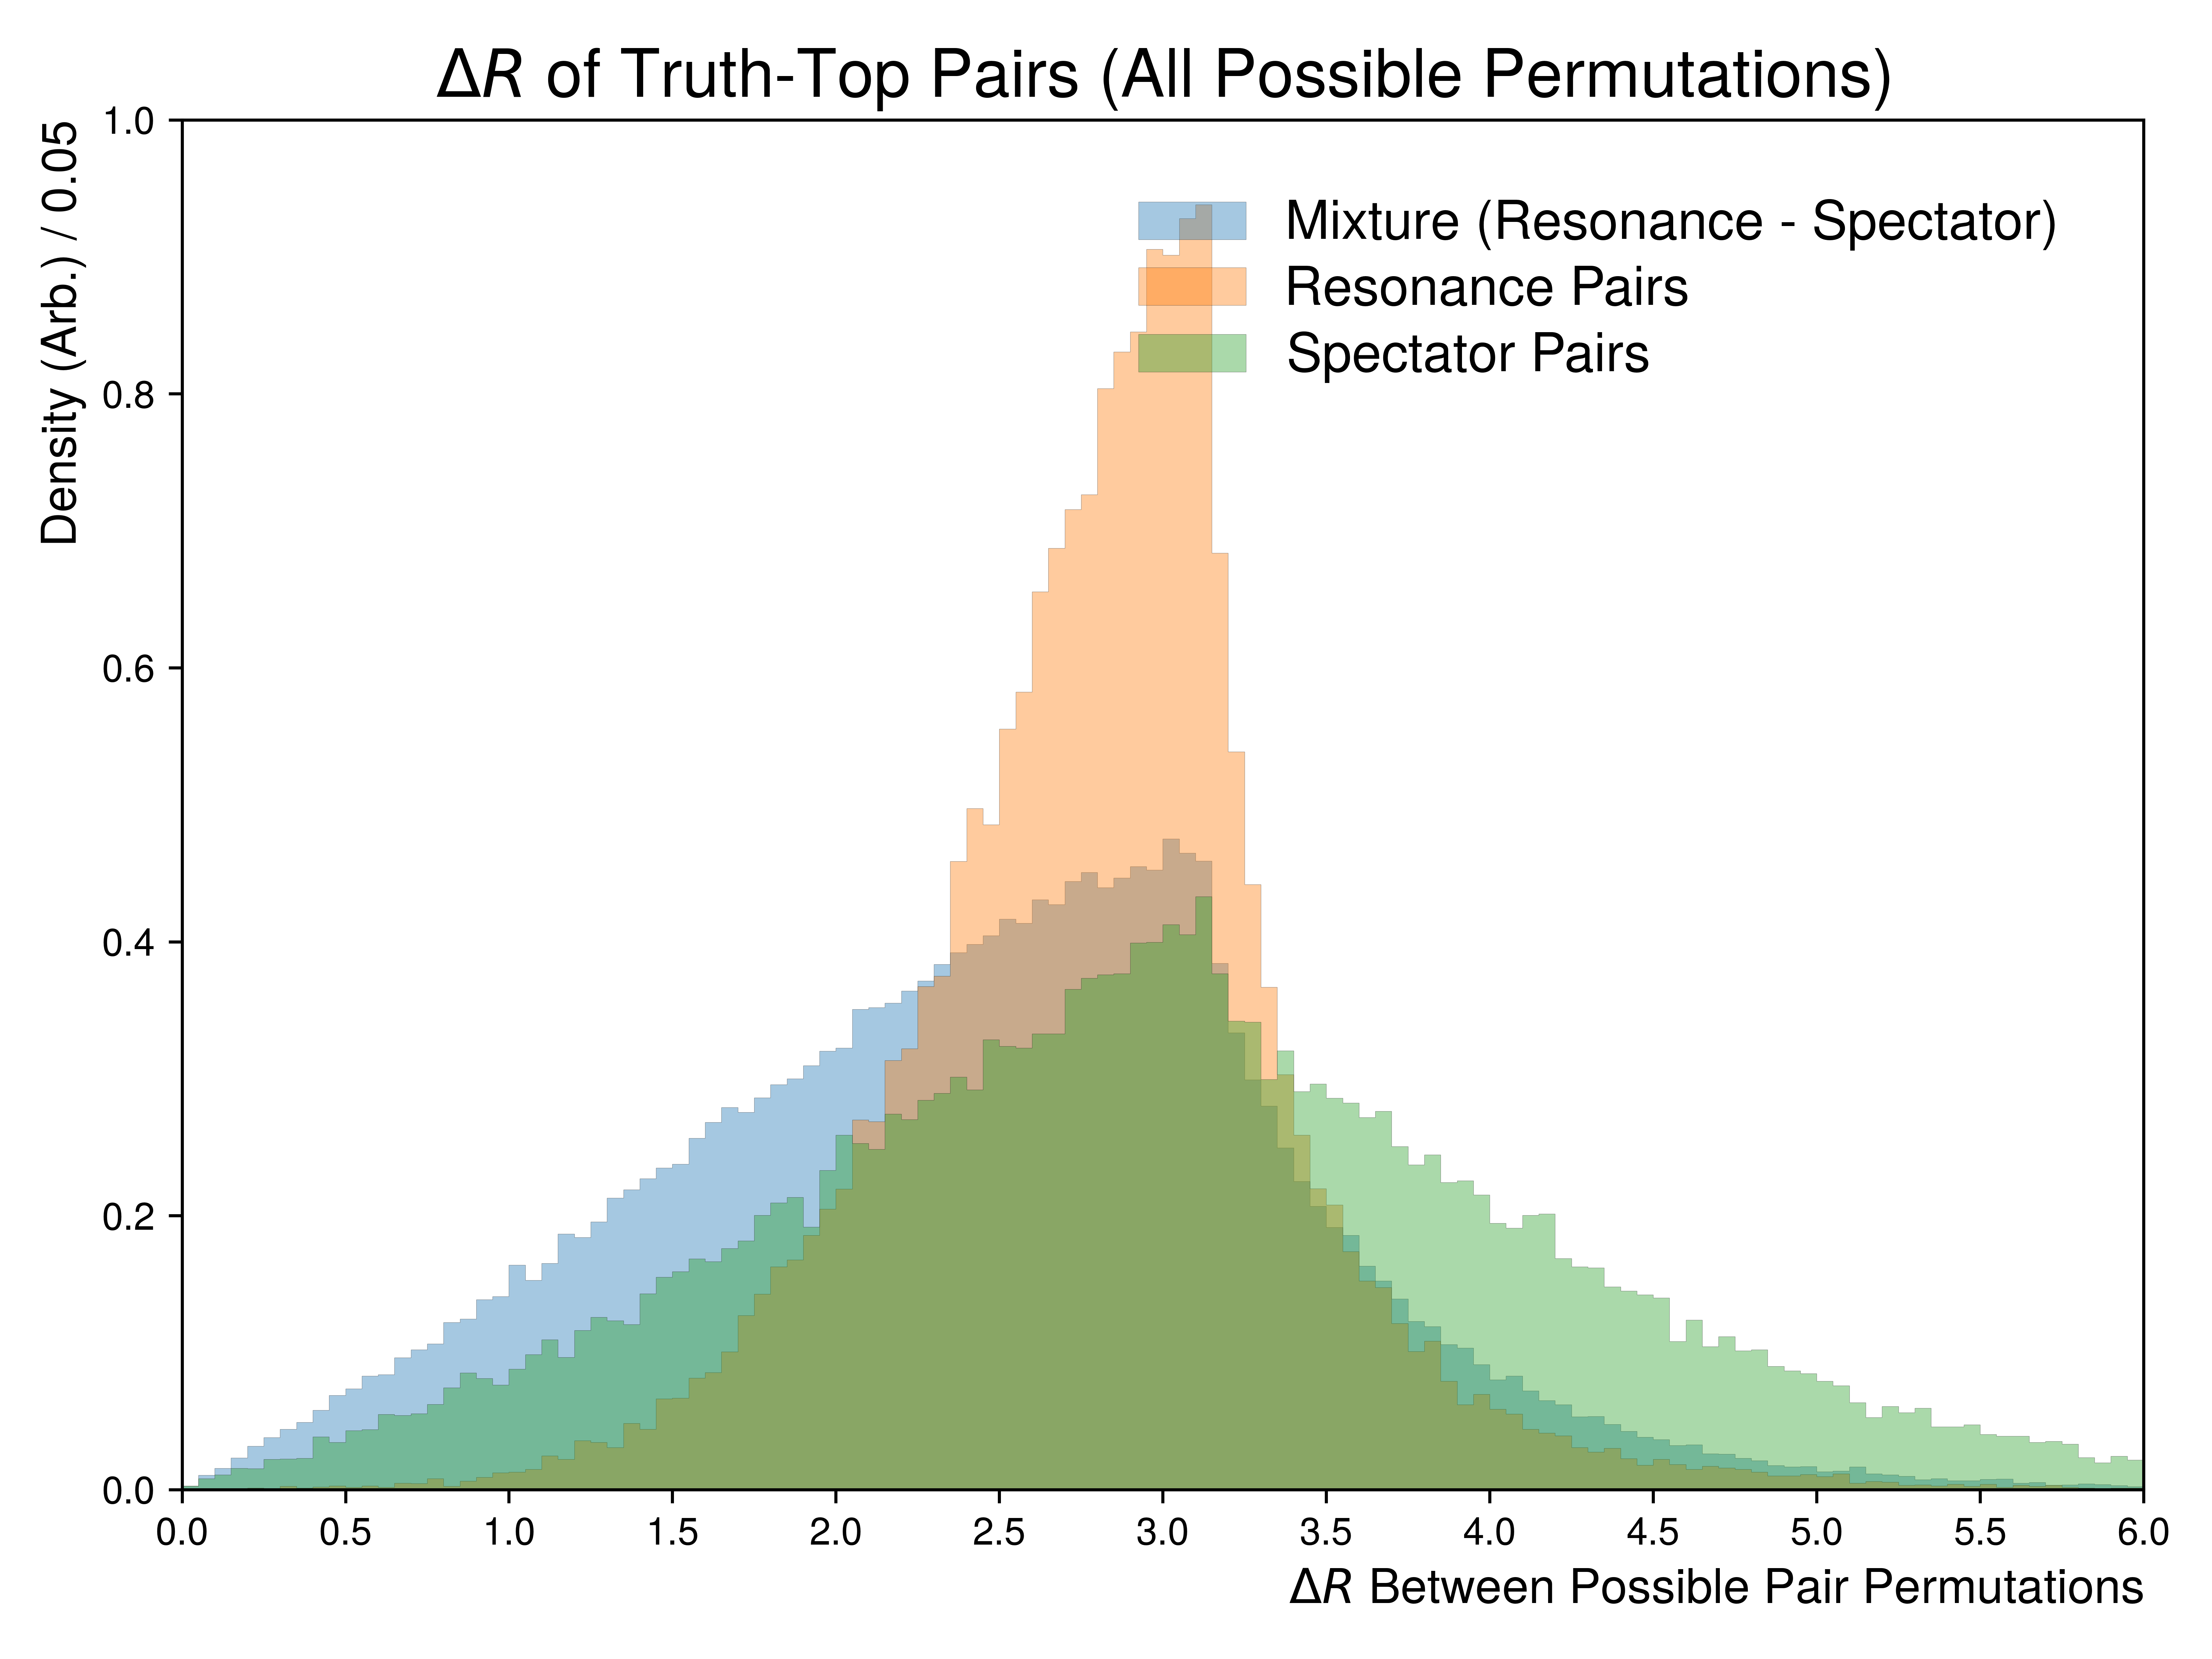 ΔR of Truth-Top Pairs (All Possible Permutations)
Density (Arb.) / 0.05
1.0
0.8
0.6
0.4
0.2
0.0
Mixture (Resonance - Spectator)
Resonance Pairs
Spectator Pairs
0.0 0.5 1.0 1.5 2.0 2.5 3.0 3.5 4.0 4.5 5.0 5.5 6.0
ΔR Between Possible Pair Permutations